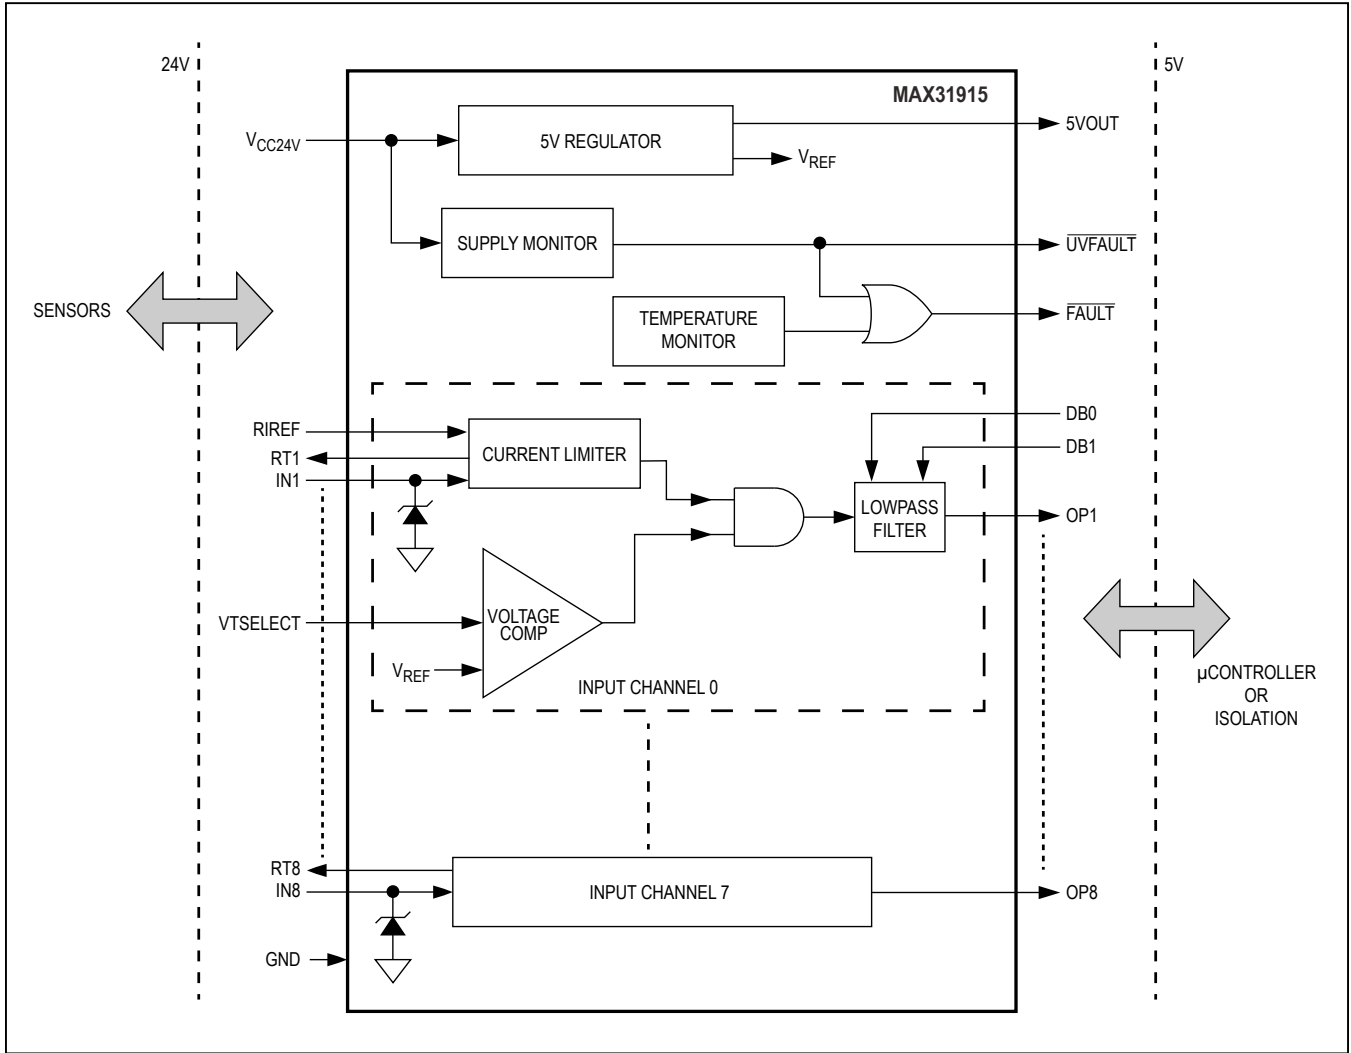 24V
5V
MAX31915
VCC24V
5V REGULATOR
5VOUT
VREF
SUPPLY MONITOR
UVFAULT
SENSORS
TEMPERATURE
MONITOR
FAULT
RIREF
RT1
IN1
CURRENT LIMITER
DB0
DB1
LOWPASS
FILTER
OP1
VTSELECT
VOLTAGE
COMP
VREF
INPUT CHANNEL 0
µCONTROLLER
OR
ISOLATION
RT8
IN8
INPUT CHANNEL 7
OP8
GND